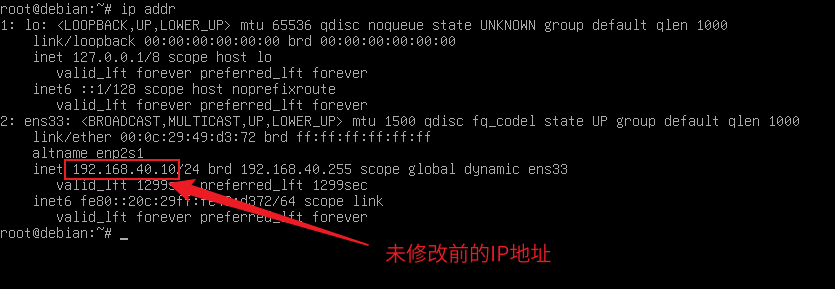 root@debian:~# ip addr
1: lo: <LOOPBACK,UP,LOWER_UP> mtu 65536 qdisc noqueue state UNKNOWN group default qlen 1000
link/loopback 00:00:00:00:00:00 brd 00:00:00:00:00:00
inet 127.0.0.1/8 scope host lo
valid_lft forever preferred_lft forever
inet6 ::1/128 scope host noprefixroute
valid_lft forever preferred_lft forever
2: ens33: <BROADCAST,MULTICAST,UP,LOWER_UP> mtu 1500 qdisc fq_codel state UP group default qlen 1000
link/ether 00:0c:29:49:d3:72 brd ff:ff:ff:ff:ff:ff
altname enp2s1
inet 192.168.40.10/24 brd 192.168.40.255 scope global dynamic ens33
valid_lft 1299sec preferred_lft 1299sec
inet6 fe80::20c:29ff:fe49:d372/64 scope link
valid_lft forever preferred_lft forever
root@debian:~# _
未修改前的IP地址